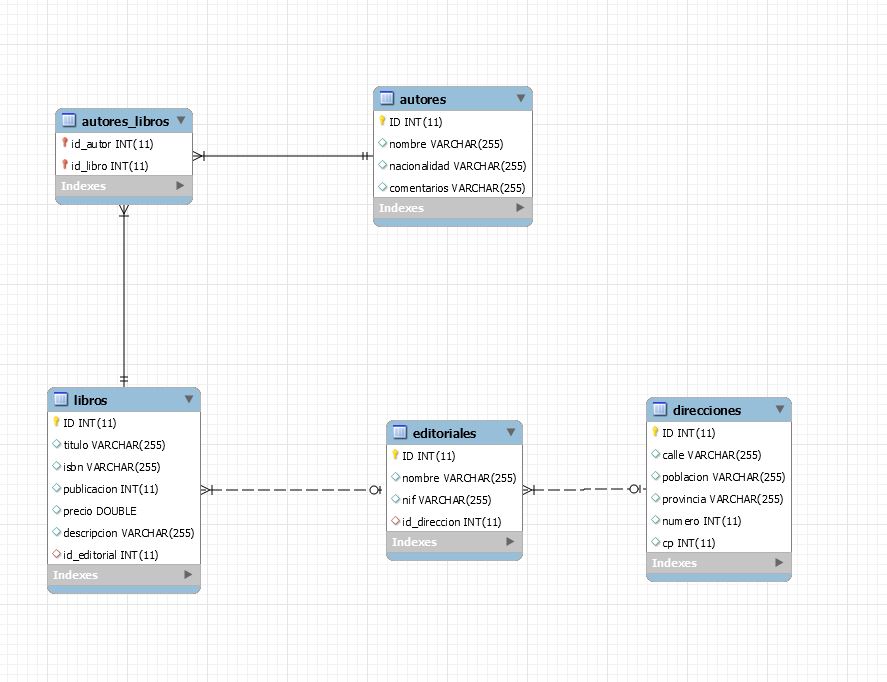 autores_libros
id_autor INT(11)
id_libro INT(11)
Indexes
autores
ID INT(11)
nombre VARCHAR(255)
nacionalidad VARCHAR(255)
comentarios VARCHAR(255)
Indexes
libros
ID INT(11)
titulo VARCHAR(255)
isbn VARCHAR(255)
publicacion INT(11)
precio DOUBLE
descripcion VARCHAR(255)
id_editorial INT(11)
Indexes
editoriales
ID INT(11)
nombre VARCHAR(255)
nif VARCHAR(255)
id_direccion INT(11)
Indexes
direcciones
ID INT(11)
calle VARCHAR(255)
poblacion VARCHAR(255)
provincia VARCHAR(255)
numero INT(11)
cp INT(11)
Indexes